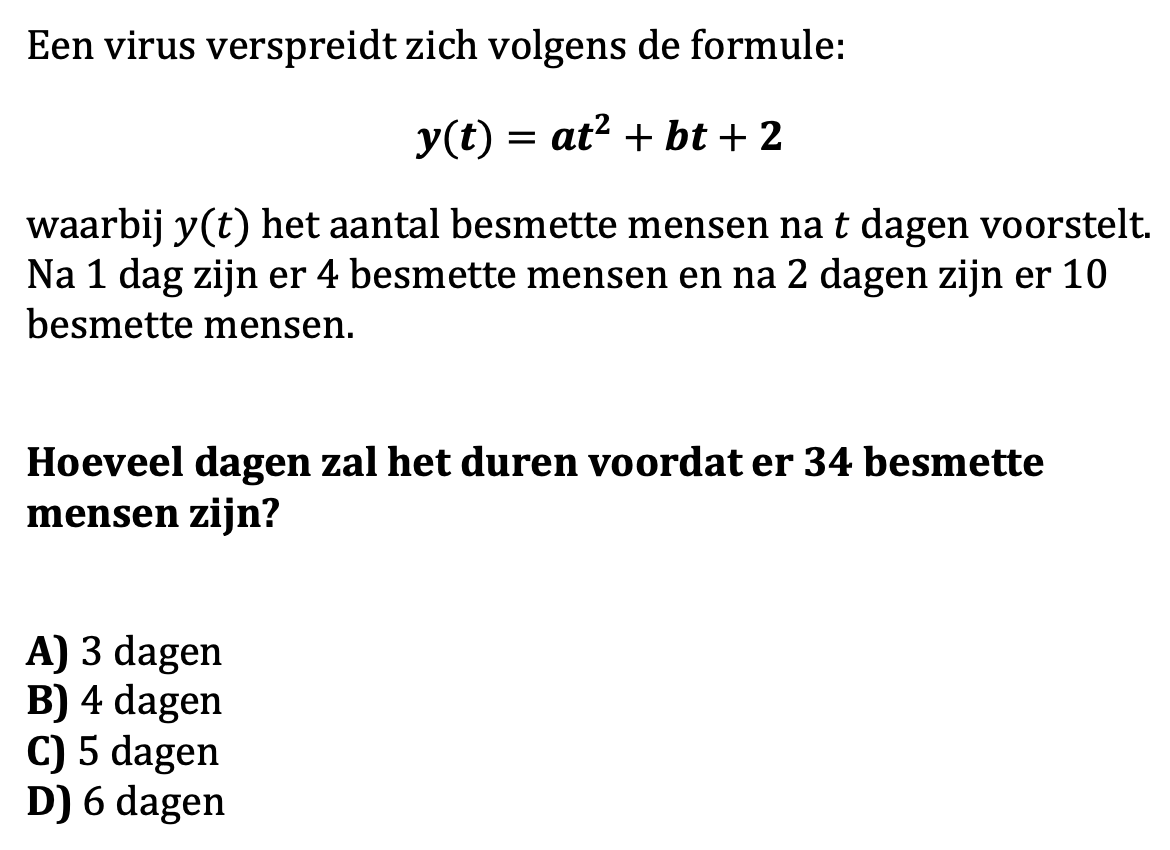 Een virus verspreidt zich volgens de formule:
y(t) = at² + bt + 2
waarbij y(t) het aantal besmette mensen na t dagen voorstelt.
Na 1 dag zijn er 4 besmette mensen en na 2 dagen zijn er 10
besmette mensen.
Hoeveel dagen zal het duren voordat er 34 besmette
mensen zijn?
A) 3 dagen
B) 4 dagen
C) 5 dagen
D) 6 dagen